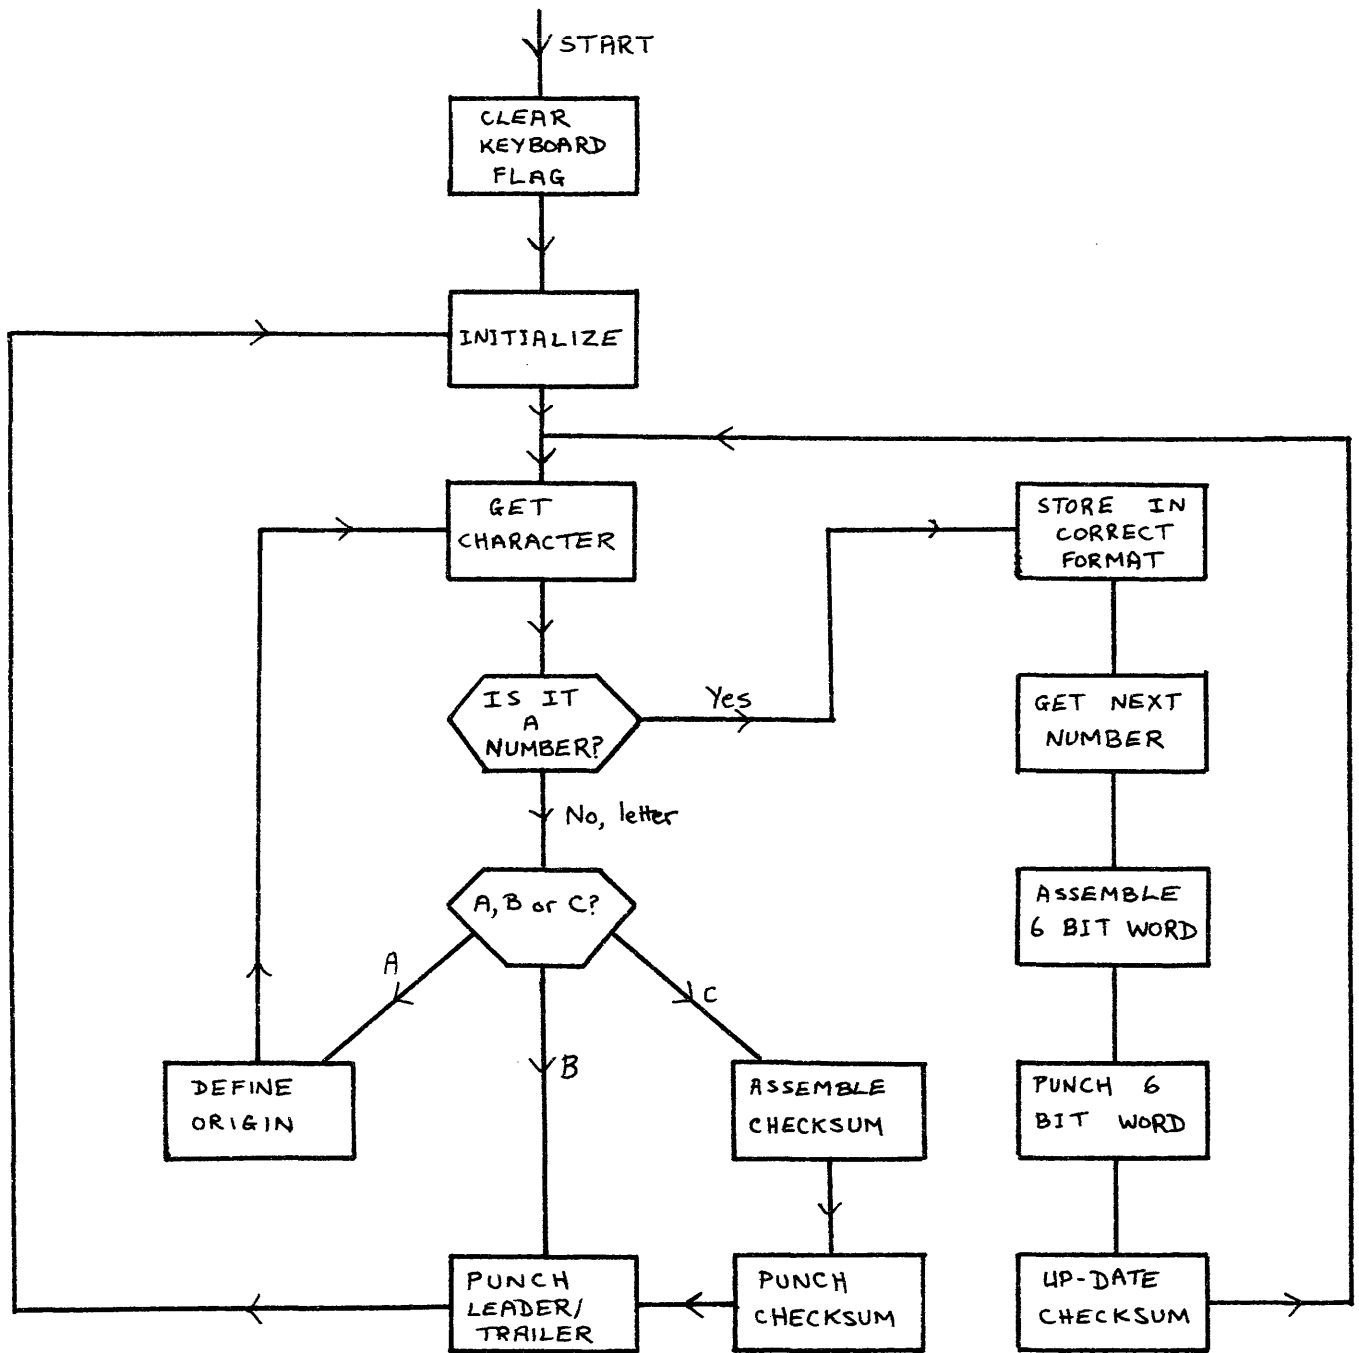 START
CLEAR
KEYBOARD
FLAG
INITIALIZE
GET
CHARACTER
STORE IN
CORRECT
FORMAT
IS IT
A
NUMBER?
Yes
GET NEXT
NUMBER
No, letter
A, B or C?
ASSEMBLE
6 BIT WORD
A
C
B
DEFINE
ORIGIN
ASSEMBLE
CHECKSUM
PUNCH 6
BIT WORD
PUNCH
LEADER/
TRAILER
PUNCH
CHECKSUM
UP-DATE
CHECKSUM